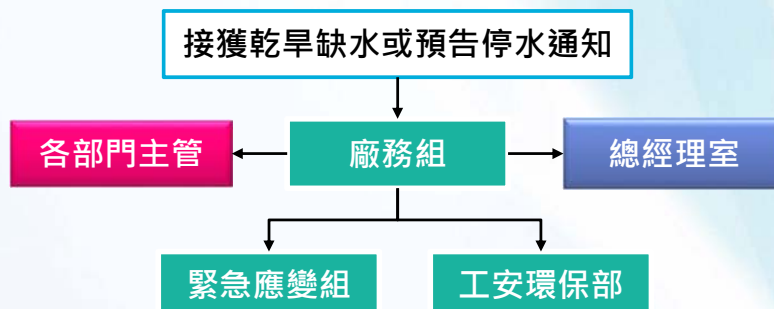 接獲乾旱缺水或預告停水通知
各部門主管
廠務組
總經理室
緊急應變組
工安環保部